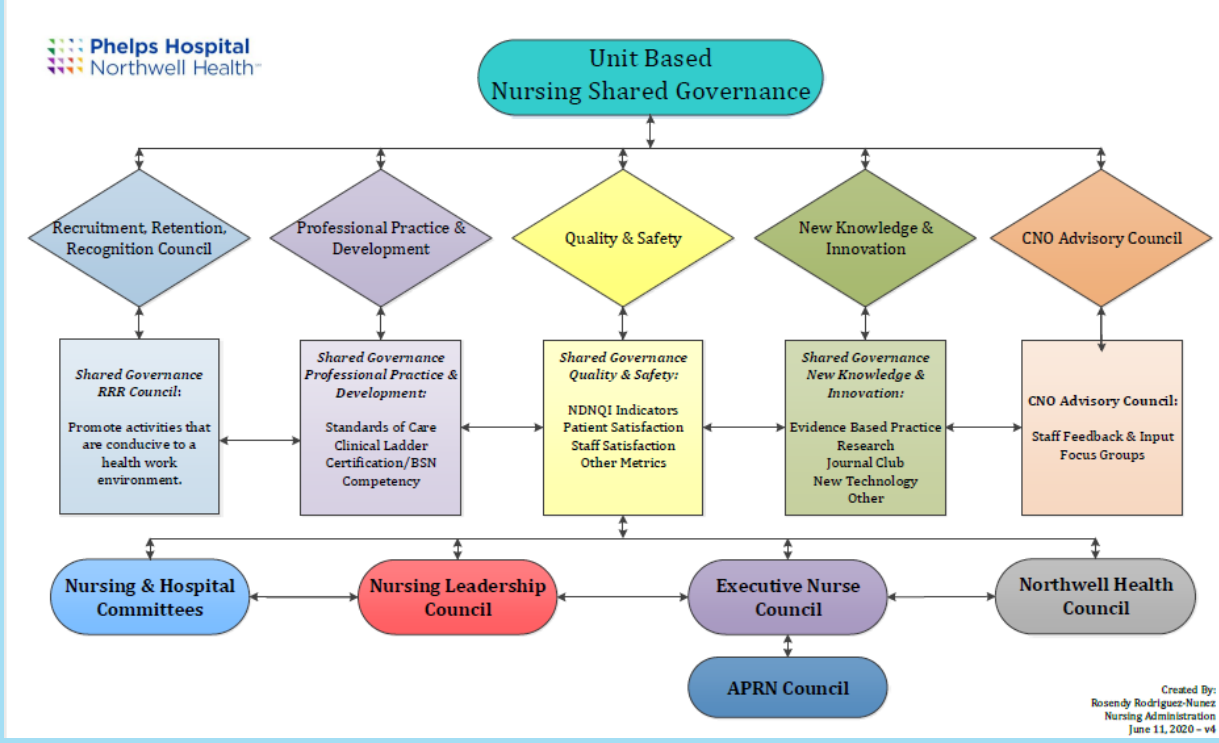 Phelps Hospital
Northwell Health
Unit Based
Nursing Shared Governance
Recruitment, Retention,
Recognition Council
Professional Practice &
Development
Quality & Safety
New Knowledge &
Innovation
CNO Advisory Council
Shared Governance
RRR Council:
Promote activities that
are conducive to a
health work
environment.
Shared Governance
Professional Practice &
Development:
Standards of Care
Clinical Ladder
Certification/BSN
Competency
Shared Governance
Quality & Safety:
NDNQI Indicators
Patient Satisfaction
Staff Satisfaction
Other Metrics
Shared Governance
New Knowledge &
Innovation:
Evidence Based Practice
Research
Journal Club
New Technology
Other
CNO Advisory Council:
Staff Feedback & Input
Focus Groups
Nursing & Hospital
Committees
Nursing Leadership
Council
Executive Nurse
Council
Northwell Health
Council
APRN Council
Created By:
Rosendy Rodriguez-Nunez
Nursing Administration
June 11, 2020 – v4